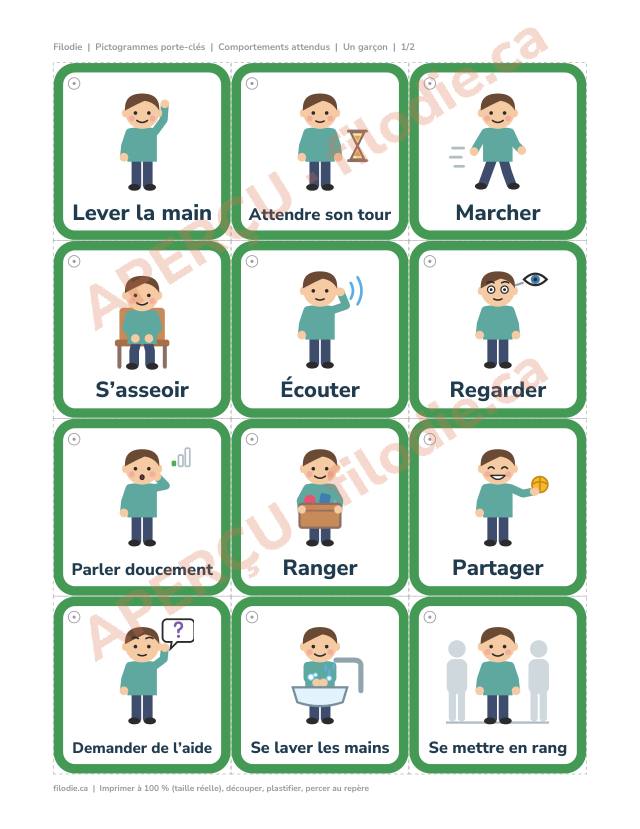 Filodie | Pictogrammes porte-clés | Comportements attendus | Un garçon | 1/2
Lever la main
Attendre son tour
Marcher
S'asseoir
Écouter
Regarder
Parler doucement
Ranger
Partager
?
Demander de l'aide
Se laver les mains
Se mettre en rang
APERÇU · filodie.ca
APERÇU · filodie.ca
filodie.ca | Imprimer à 100 % (taille réelle), découper, plastifier, percer au repère